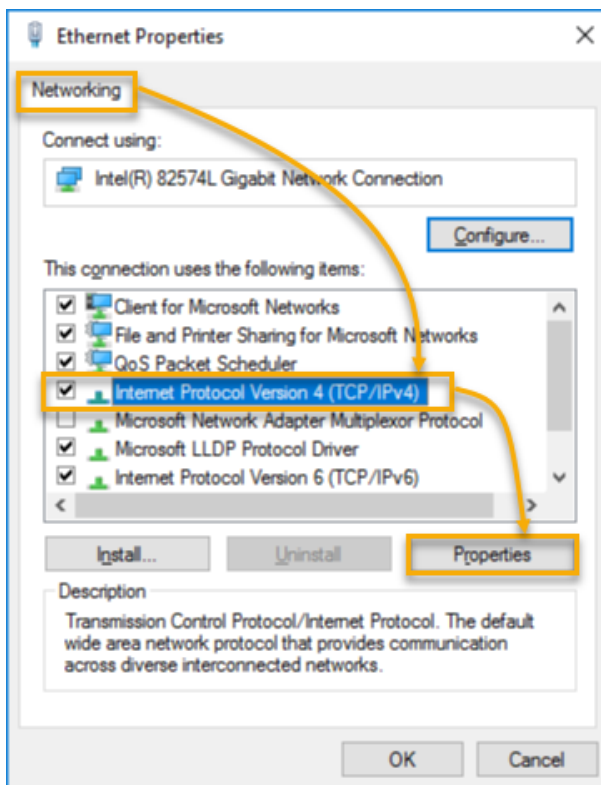 Ethernet Properties
Networking
Connect using:
Intel(R) 82574L Gigabit Network Connection
Configure...
This connection uses the following items:
Client for Microsoft Networks
File and Printer Sharing for Microsoft Networks
QoS Packet Scheduler
Internet Protocol Version 4 (TCP/IPv4)
Microsoft Network Adapter Multiplexor Protocol
Microsoft LLDP Protocol Driver
Internet Protocol Version 6 (TCP/IPv6)
Install...
Uninstall
Properties
Description
Transmission Control Protocol/Internet Protocol. The default
wide area network protocol that provides communication
across diverse interconnected networks.
OK
Cancel